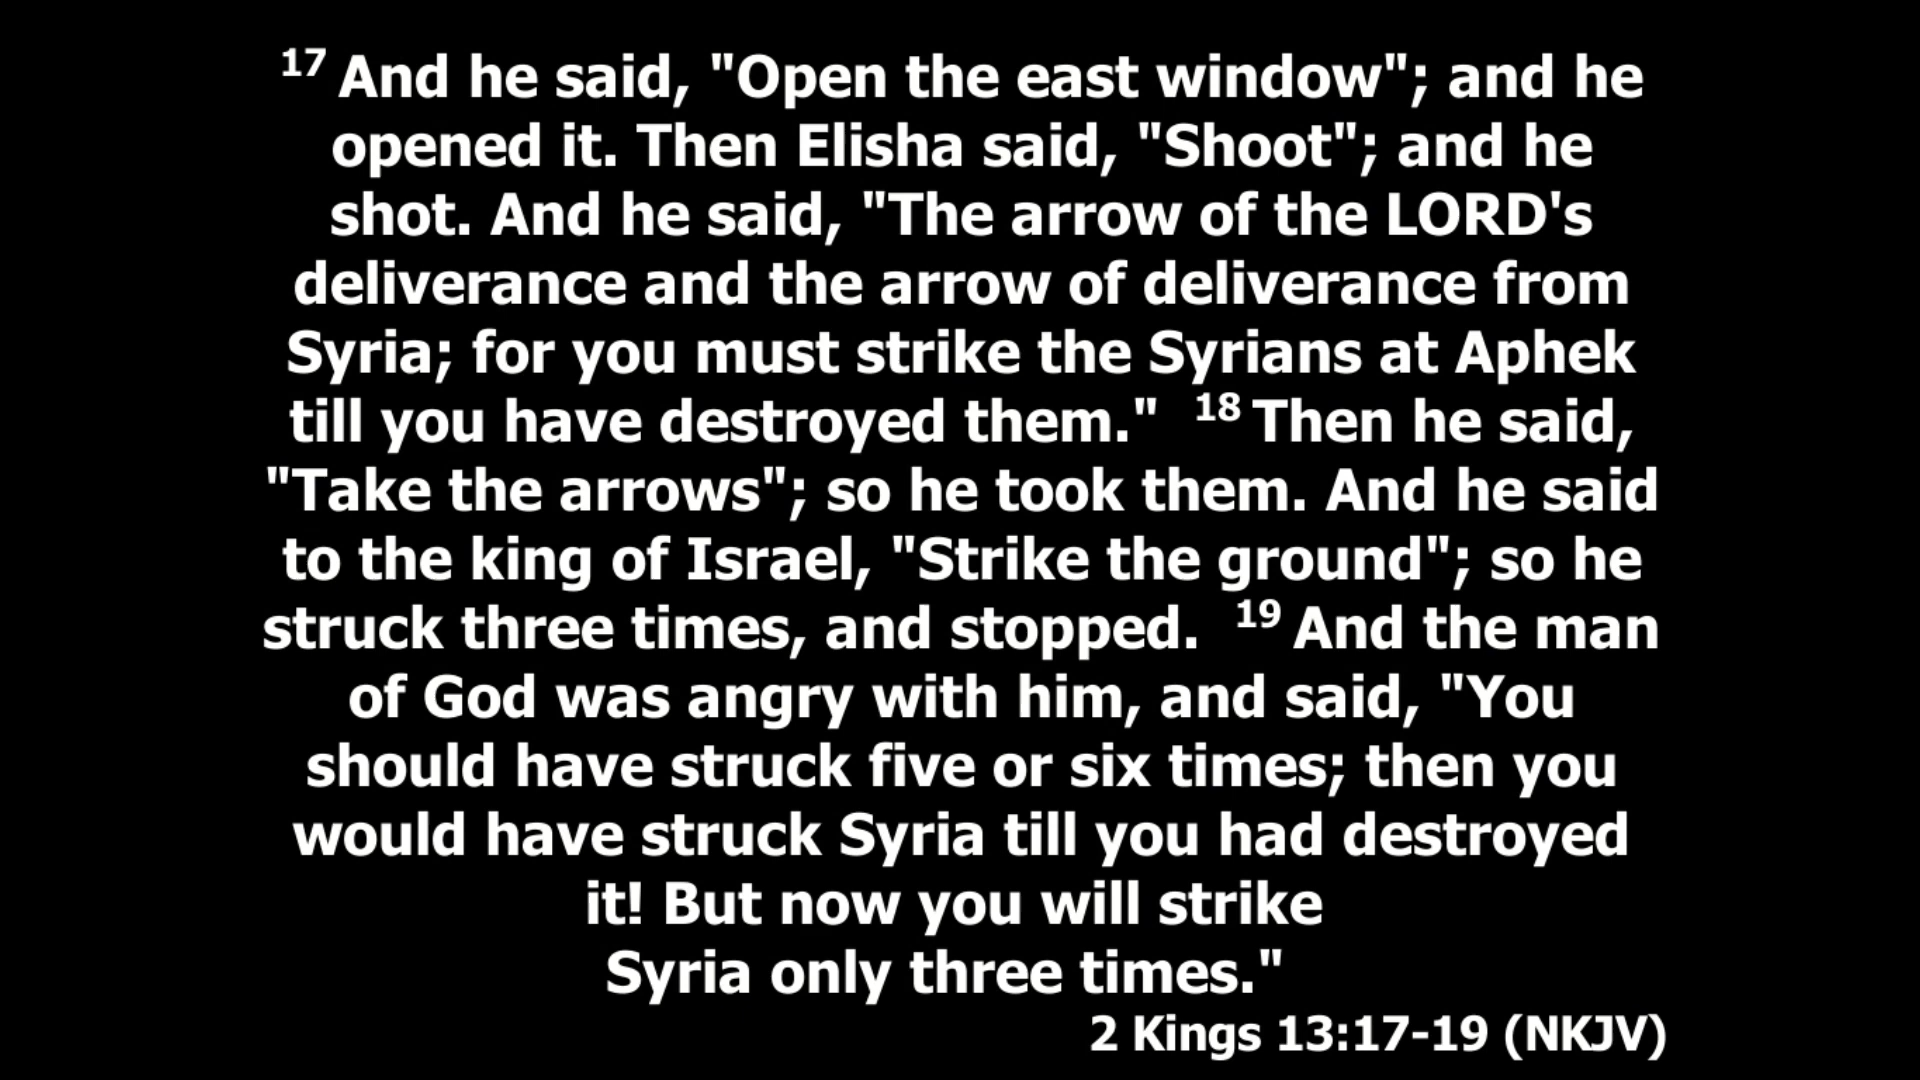 17 And he said, "Open the east window"; and he
opened it. Then Elisha said, "Shoot"; and he
shot. And he said, "The arrow of the LORD's
deliverance and the arrow of deliverance from
Syria; for you must strike the Syrians at Aphek
till you have destroyed them."  18 Then he said,
"Take the arrows"; so he took them. And he said
to the king of Israel, "Strike the ground"; so he
struck three times, and stopped.  19 And the man
of God was angry with him, and said, "You
should have struck five or six times; then you
would have struck Syria till you had destroyed
it! But now you will strike
Syria only three times."
2 Kings 13:17-19 (NKJV)